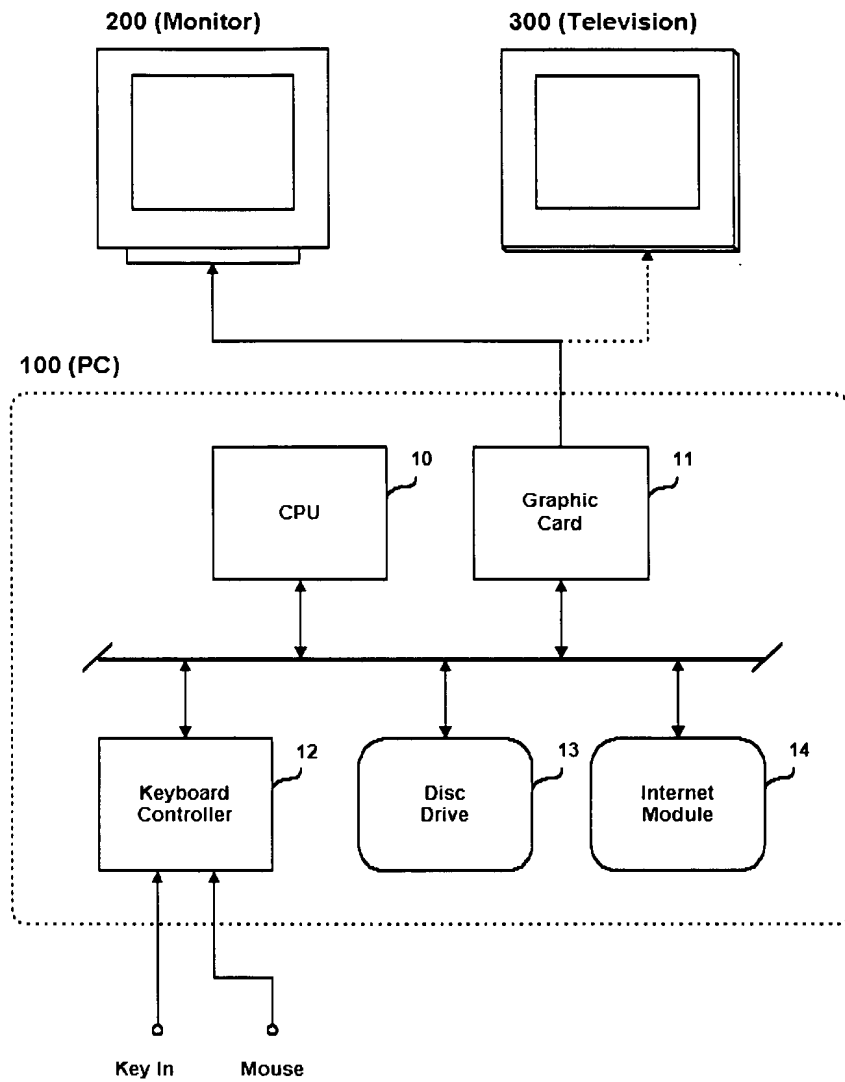 200 (Monitor)
300 (Television)
100 (PC)
10
11
CPU
Graphic
Card
12
13
14
Keyboard
Controller
Disc
Drive
Internet
Module
Key In
Mouse